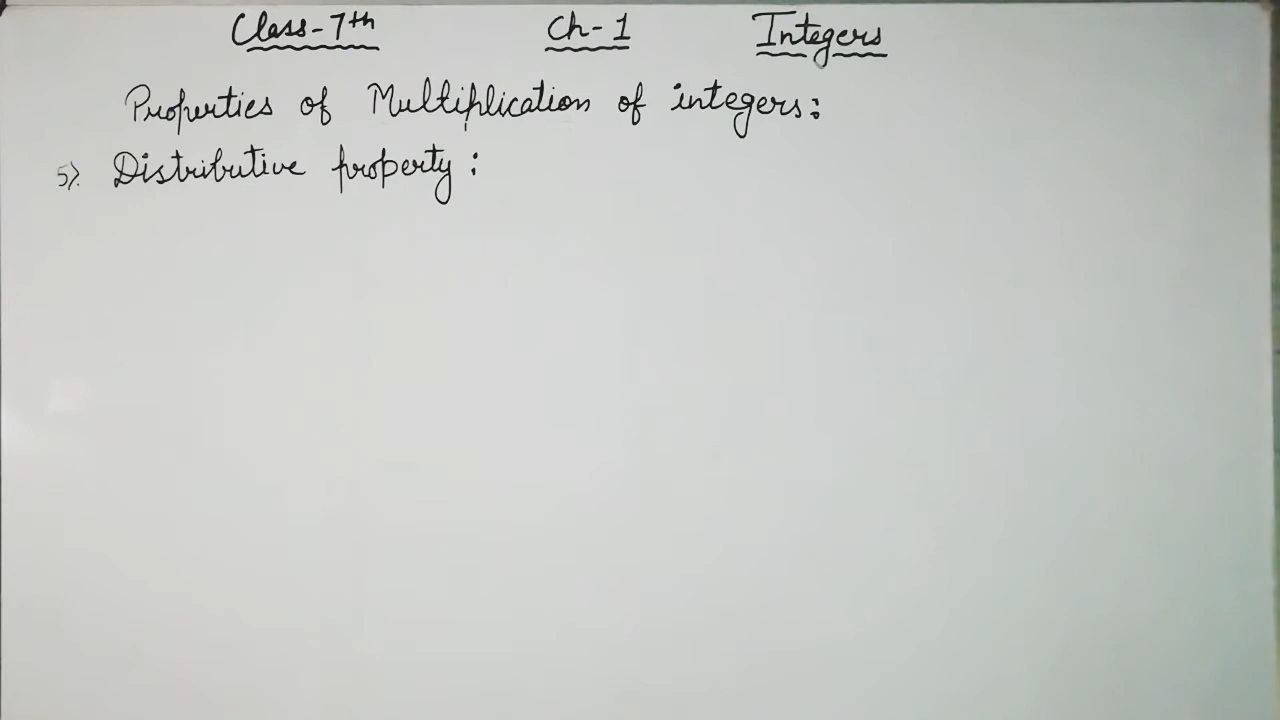 Class-7th Ch-1 Integers
Properties of Multiplication of integers:
5). Distributive property: